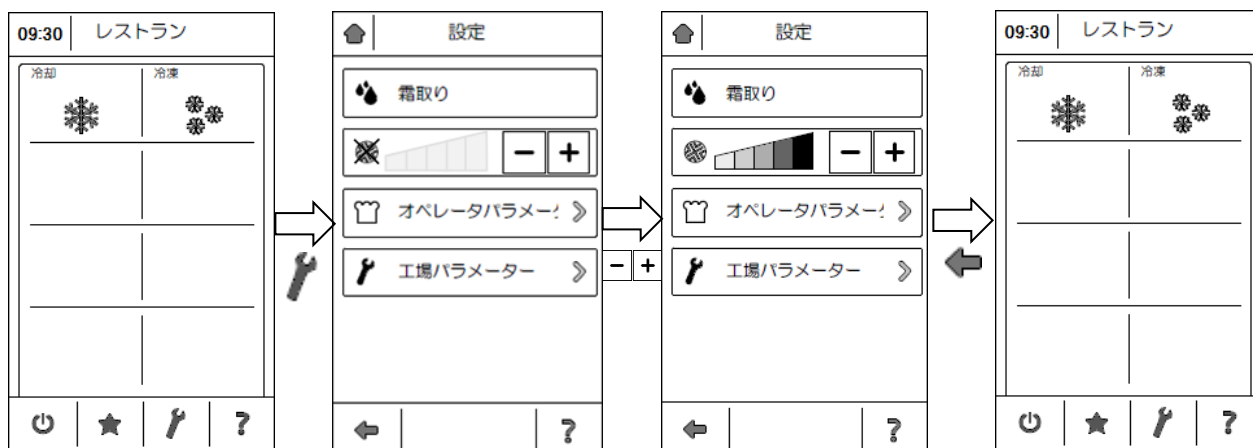 09:30 レストラン
冷却 冷凍
?
設定
霜取り
− +
オペレータパラメー
工場パラメーター
?
− +
設定
霜取り
− +
オペレータパラメー
工場パラメーター
?
09:30 レストラン
冷却 冷凍
?